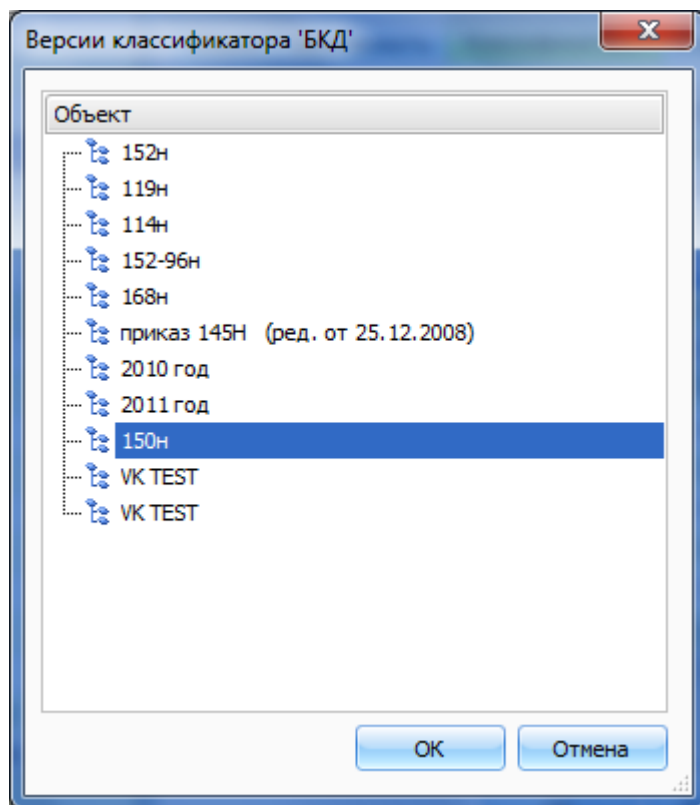 Версии классификатора 'БКД'
Объект
152н
119н
114н
152-96н
168н
приказ 145Н (ред. от 25.12.2008)
2010 год
2011 год
150н
VK TEST
VK TEST
ОК
Отмена